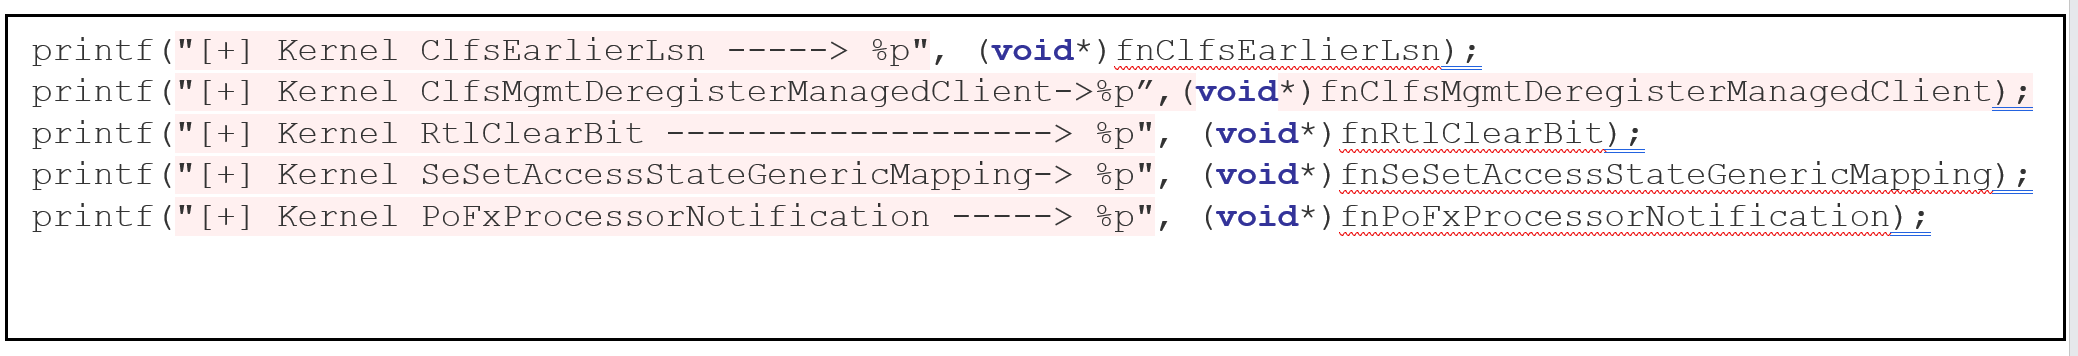 printf("[+] Kernel ClfsEarlierLsn -----> %p", (void*)fnClfsEarlierLsn);
printf("[+] Kernel ClfsMgmtDeregisterManagedClient->%p”,(void*)fnClfsMgmtDeregisterManagedClient);
printf("[+] Kernel RtlClearBit -------------------> %p", (void*)fnRtlClearBit);
printf("[+] Kernel SeSetAccessStateGenericMapping-> %p", (void*)fnSeSetAccessStateGenericMapping);
printf("[+] Kernel PoFxProcessorNotification -----> %p", (void*)fnPoFxProcessorNotification);